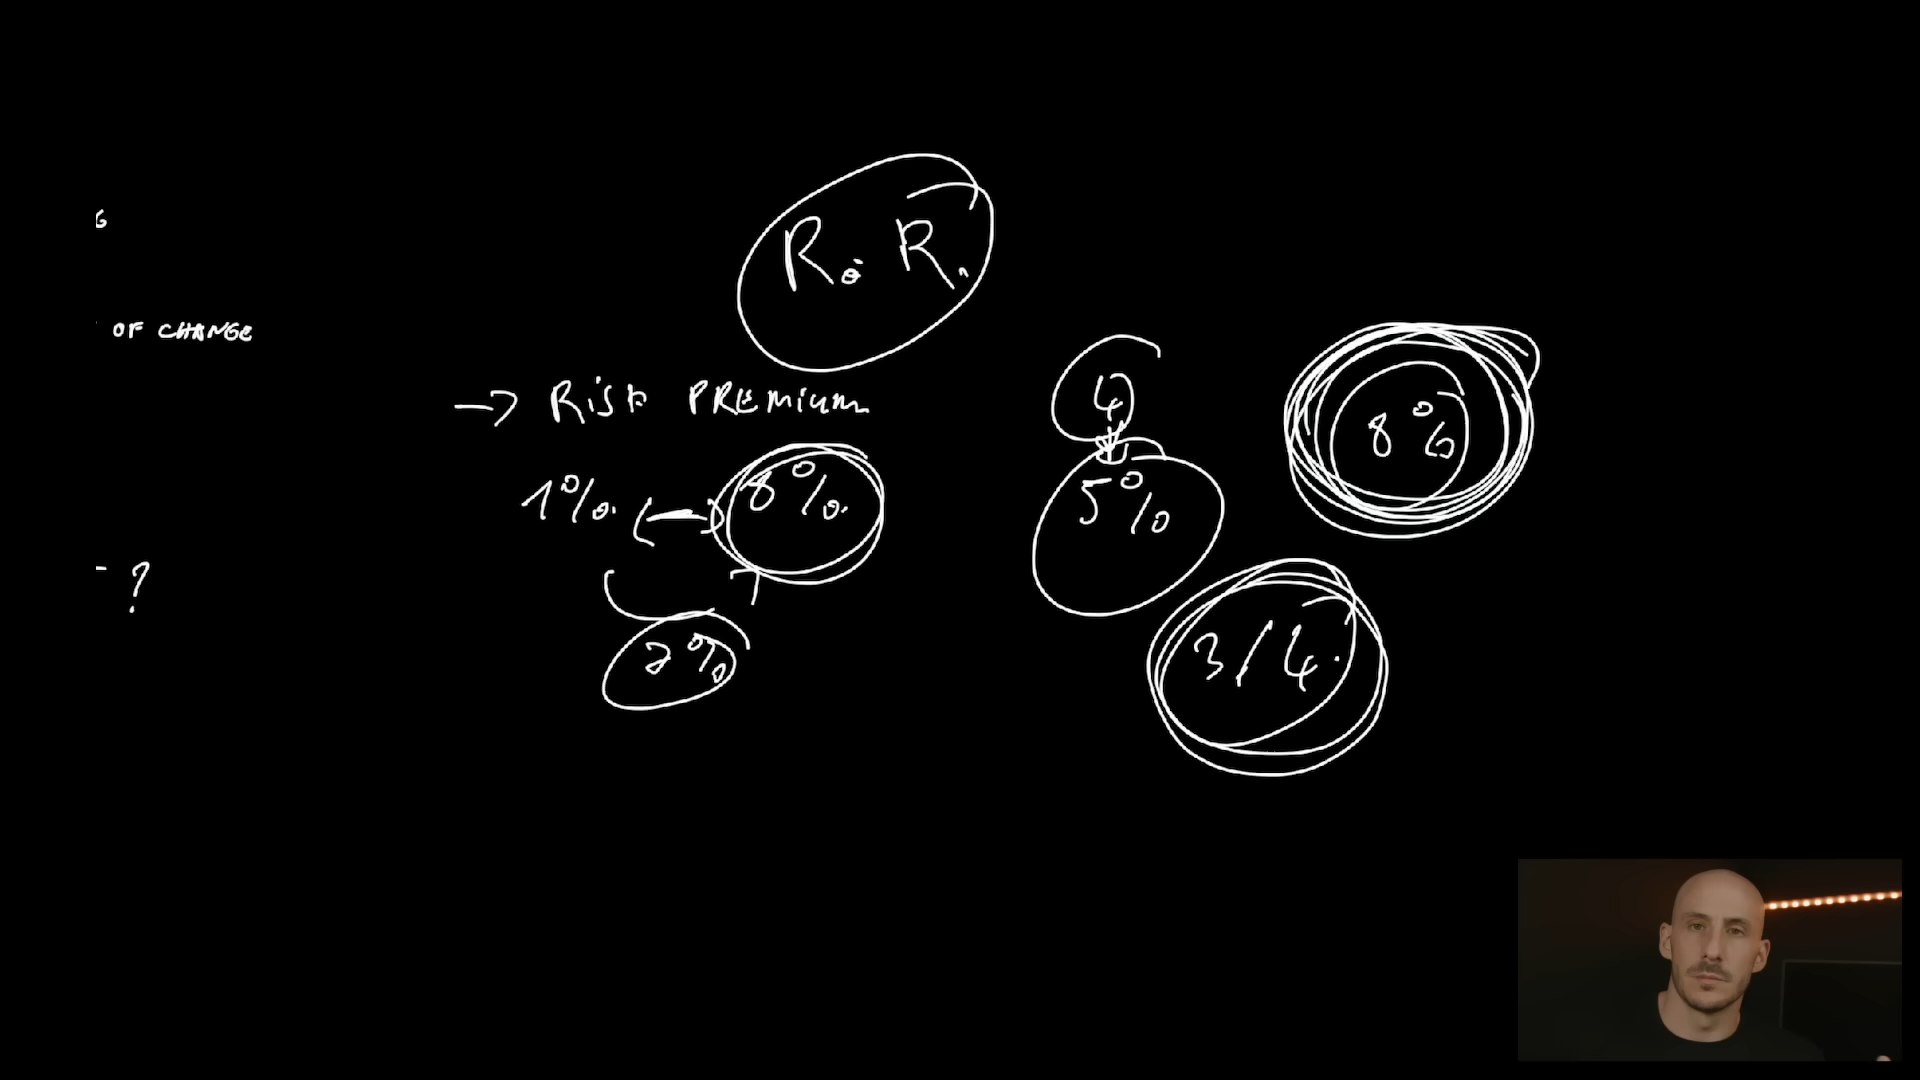 OF CHANGE
?
R.R.
→ Risk PREMIUM
1% 8%.
2%
4
5%
8%
3/4.